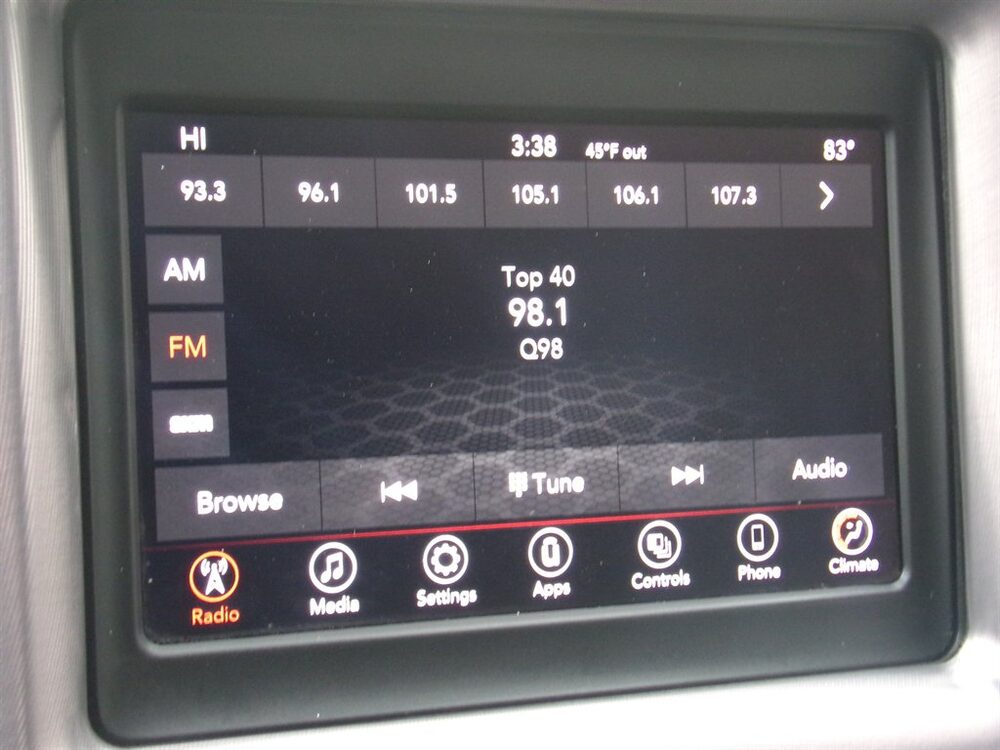 HI 3:38 45°F out 83°
93.3 96.1 101.5 105.1 106.1 107.3
AM
Top 40
98.1
FM
Q98
Browse Tune Audio
Radio Media Settings Apps Controls Phone Climate